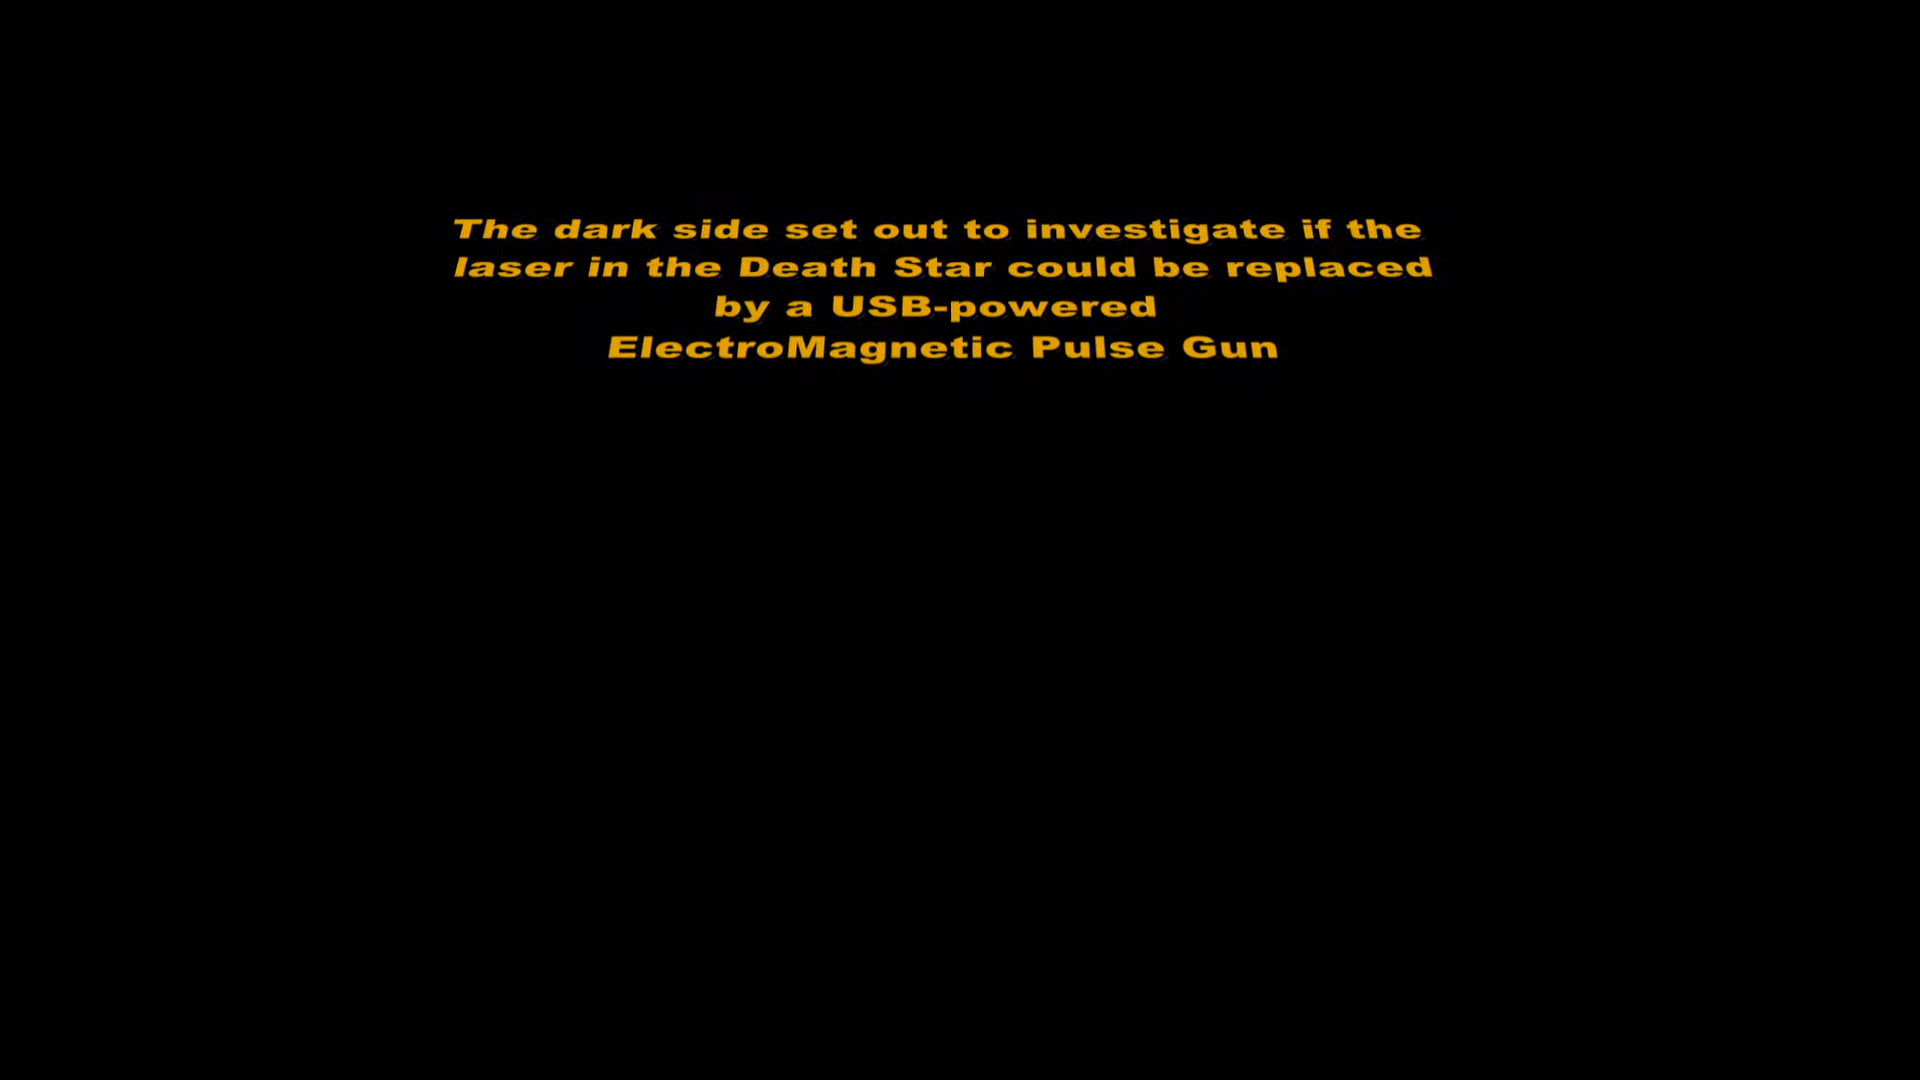 The dark side set out to investigate if the
laser in the Death Star could be replaced
by a USB-powered
ElectroMagnetic Pulse Gun